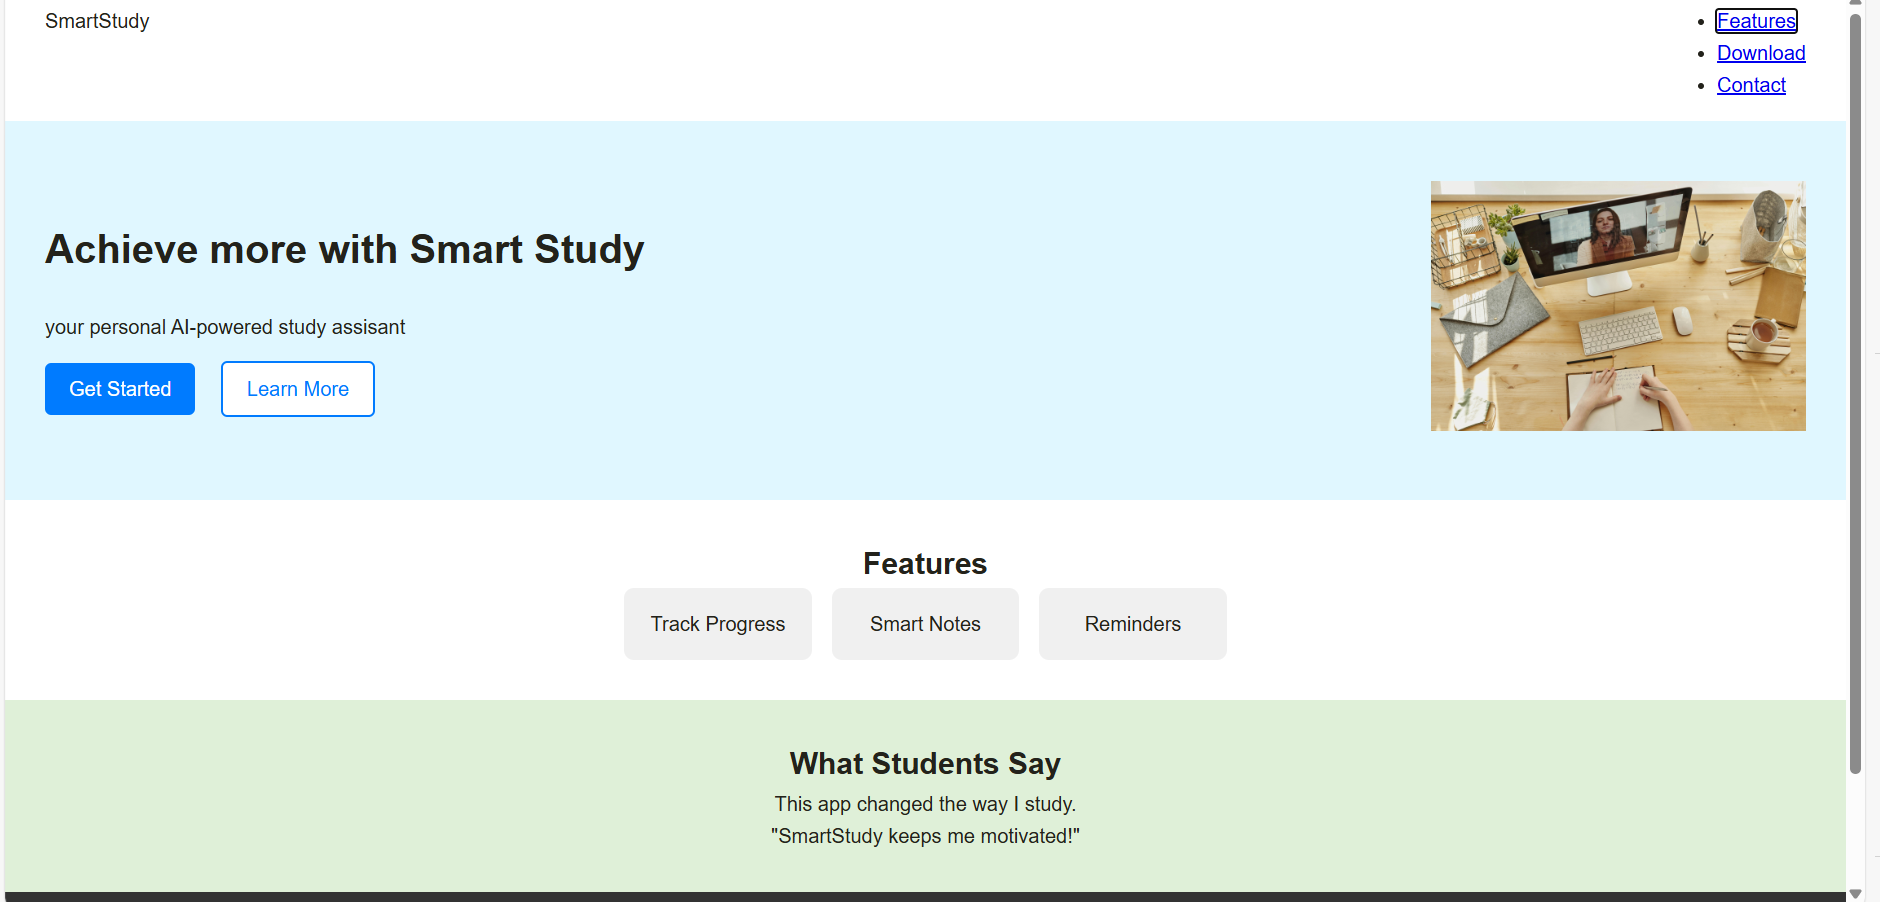 SmartStudy
Features
Download
Contact
Achieve more with Smart Study
your personal AI-powered study assisant
Get Started
Learn More
Features
Track Progress
Smart Notes
Reminders
What Students Say
This app changed the way I study.
"SmartStudy keeps me motivated!"